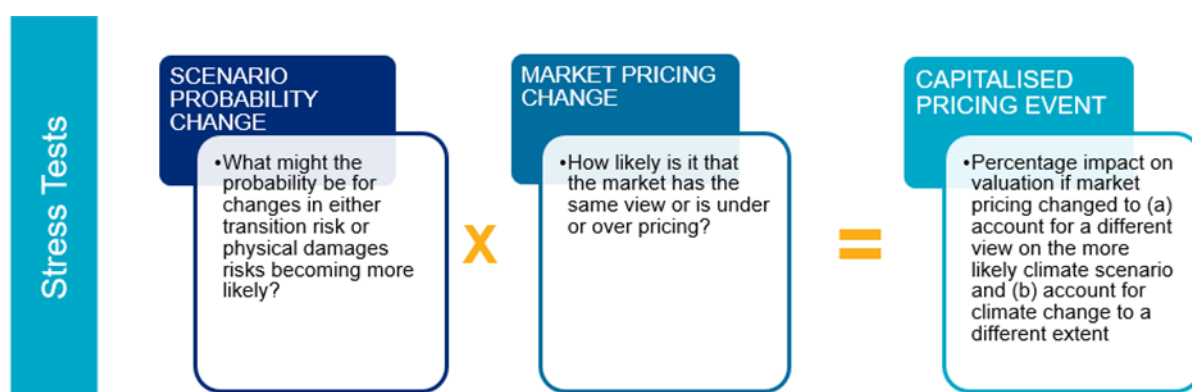 Stress Tests
SCENARIO
PROBABILITY
CHANGE
•What might the
probability be for
changes in either
transition risk or
physical damages
risks becoming more
likely?
x
MARKET PRICING
CHANGE
•How likely is it that
the market has the
same view or is under
or over pricing?
=
CAPITALISED
PRICING EVENT
•Percentage impact on
valuation if market
pricing changed to (a)
account for a different
view on the more
likely climate scenario
and (b) account for
climate change to a
different extent